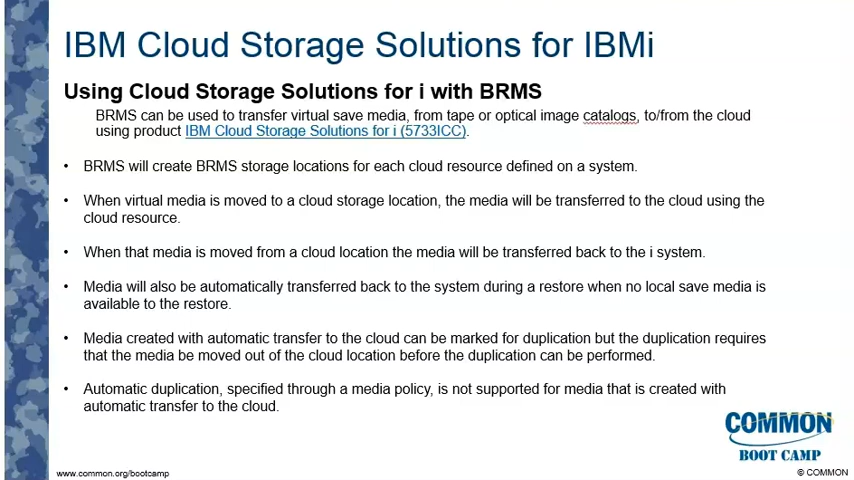 IBM Cloud Storage Solutions for IBMi
Using Cloud Storage Solutions for i with BRMS
BRMS can be used to transfer virtual save media, from tape or optical image catalogs, to/from the cloud
using product IBM Cloud Storage Solutions for i (5733ICC).
• BRMS will create BRMS storage locations for each cloud resource defined on a system.
• When virtual media is moved to a cloud storage location, the media will be transferred to the cloud using the
cloud resource.
• When that media is moved from a cloud location the media will be transferred back to the i system.
• Media will also be automatically transferred back to the system during a restore when no local save media is
available to the restore.
• Media created with automatic transfer to the cloud can be marked for duplication but the duplication requires
that the media be moved out of the cloud location before the duplication can be performed.
• Automatic duplication, specified through a media policy, is not supported for media that is created with
automatic transfer to the cloud.
COMMON
BOOT CAMP
www.common.org/bootcamp
© COMMON